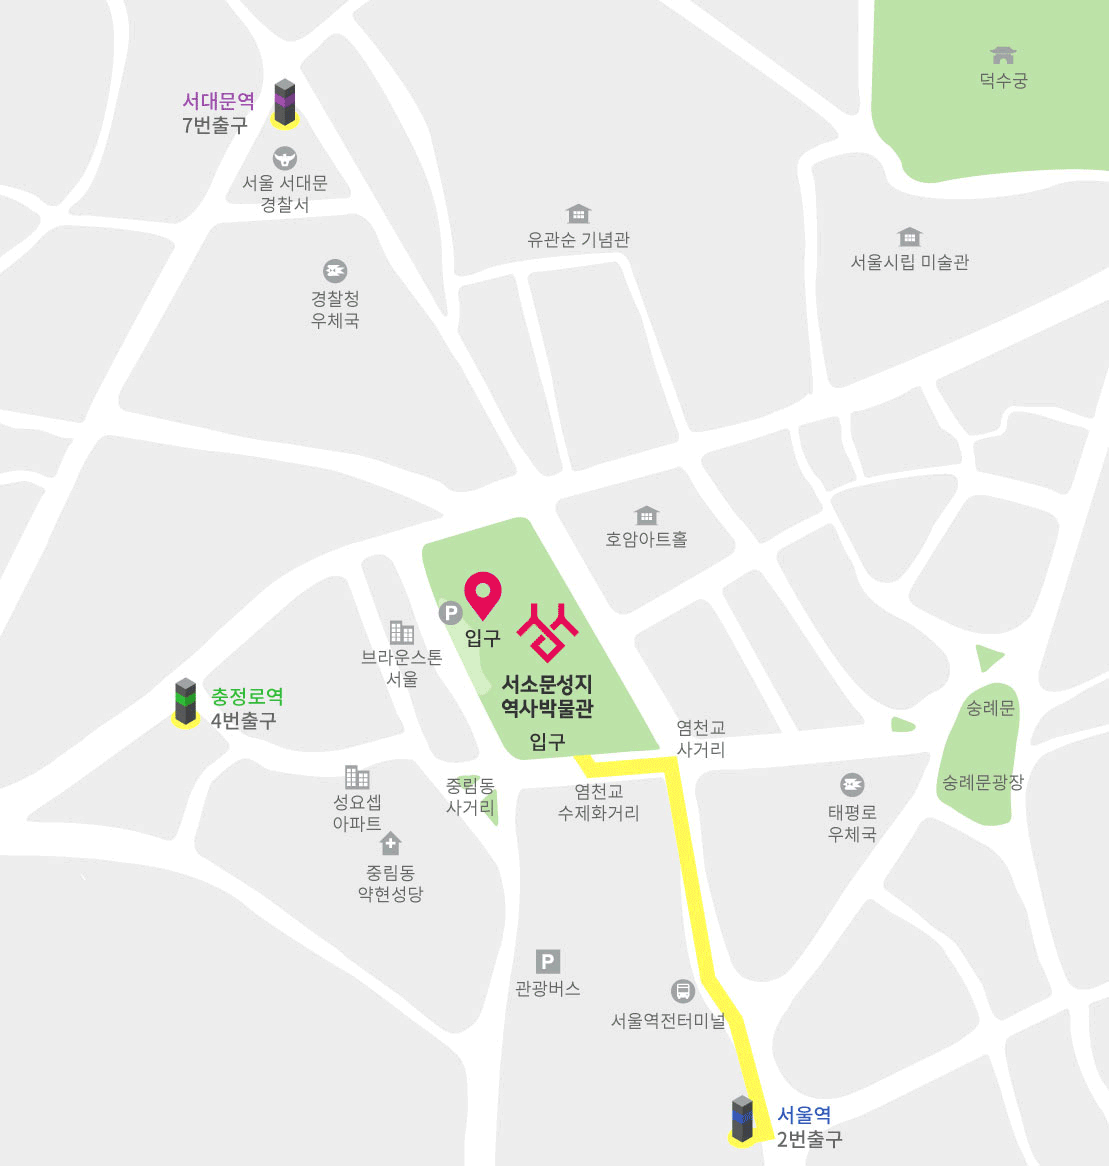 덕수궁
서대문역
7번출구
서울 서대문
경찰서
유관순 기념관
서울시립 미술관
경찰청
우체국
호암아트홀
P
입구
브라운스톤
서울
서소문성지
역사박물관
입구
충정로역
4번출구
염천교
사거리
숭례문
숭례문광장
성요셉
아파트
중림동
사거리
염천교
수제화거리
태평로
우체국
중림동
약현성당
P
관광버스
서울역전터미널
서울역
2번출구